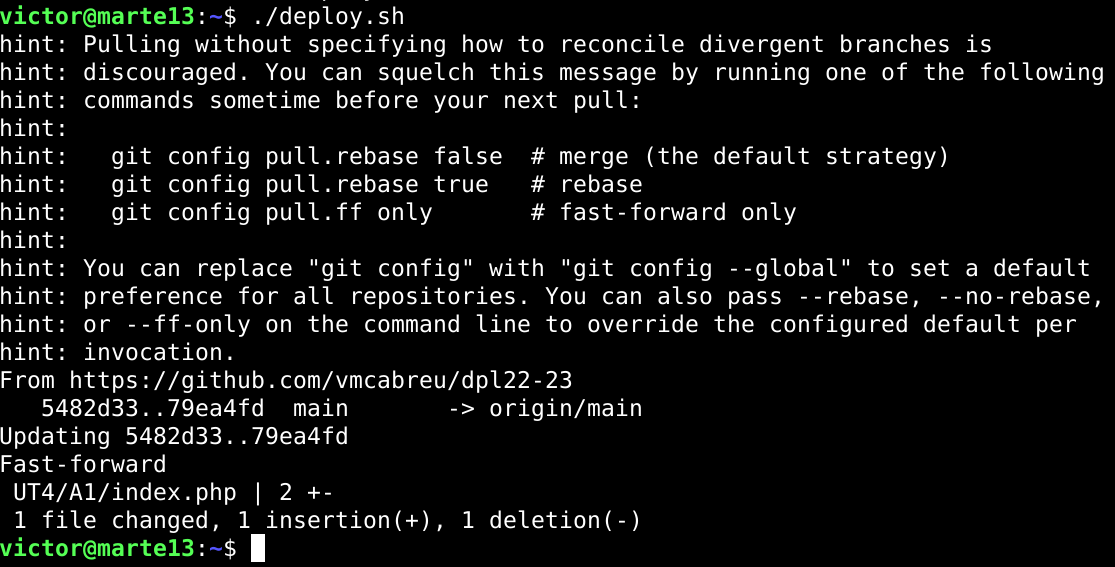 victor@marte13:~$ ./deploy.sh
hint: Pulling without specifying how to reconcile divergent branches is
hint: discouraged. You can squelch this message by running one of the following
hint: commands sometime before your next pull:
hint:
hint:   git config pull.rebase false  # merge (the default strategy)
hint:   git config pull.rebase true   # rebase
hint:   git config pull.ff only       # fast-forward only
hint:
hint: You can replace "git config" with "git config --global" to set a default
hint: preference for all repositories. You can also pass --rebase, --no-rebase,
hint: or --ff-only on the command line to override the configured default per
hint: invocation.
From https://github.com/vmcabreu/dpl22-23
   5482d33..79ea4fd  main       -> origin/main
Updating 5482d33..79ea4fd
Fast-forward
 UT4/A1/index.php | 2 +-
 1 file changed, 1 insertion(+), 1 deletion(-)
victor@marte13:~$